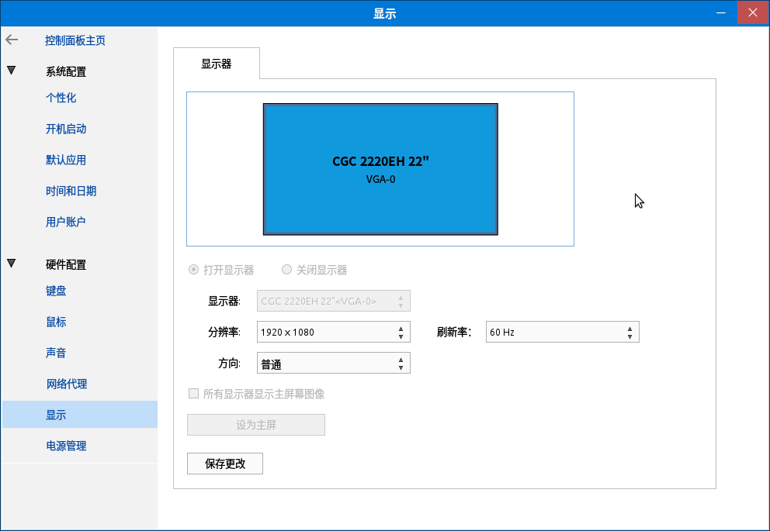 显示
控制面板主页
系统配置
个性化
开机启动
默认应用
时间和日期
用户账户
硬件配置
键盘
鼠标
声音
网络代理
显示
电源管理
显示器
CGC 2220EH 22"
VGA-0
打开显示器 关闭显示器
显示器: CGC 2220EH 22"<VGA-0>
分辨率: 1920 x 1080 刷新率: 60 Hz
方向: 普通
所有显示器显示主屏幕图像
设为主屏
保存更改